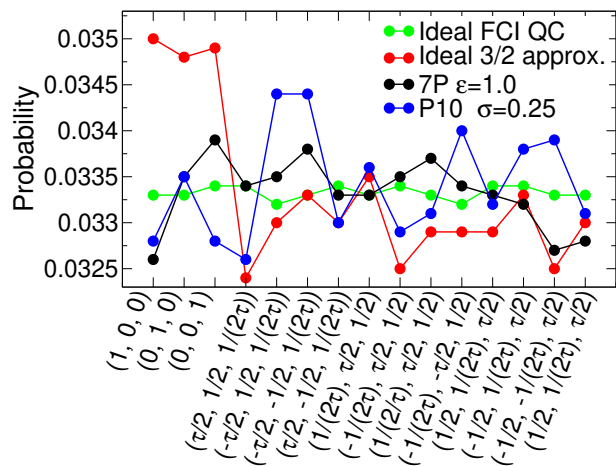 0.035
0.0345
0.034
0.0335
0.033
0.0325
Probability
Ideal FCI QC
Ideal 3/2 approx.
7P ε=1.0
P10 σ=0.25
(1, 0, 0)
(0, 1, 0)
(0, 0, 1)
(τ/2, 1/2, 1/(2τ))
(-τ/2, 1/2, 1/(2τ))
(-τ/2, -1/2, 1/(2τ))
(τ/2, -1/2, 1/(2τ))
(1/(2τ), τ/2, 1/2)
(-1/(2τ), τ/2, 1/2)
(1/(2/τ), τ/2, 1/2)
(-1/(2τ), -τ/2, 1/2)
(1/2, 1/(2τ), τ/2)
(-1/2, 1/(2τ), τ/2)
(-1/2, -1/(2τ), τ/2)
(1/2, 1/(2τ), τ/2)